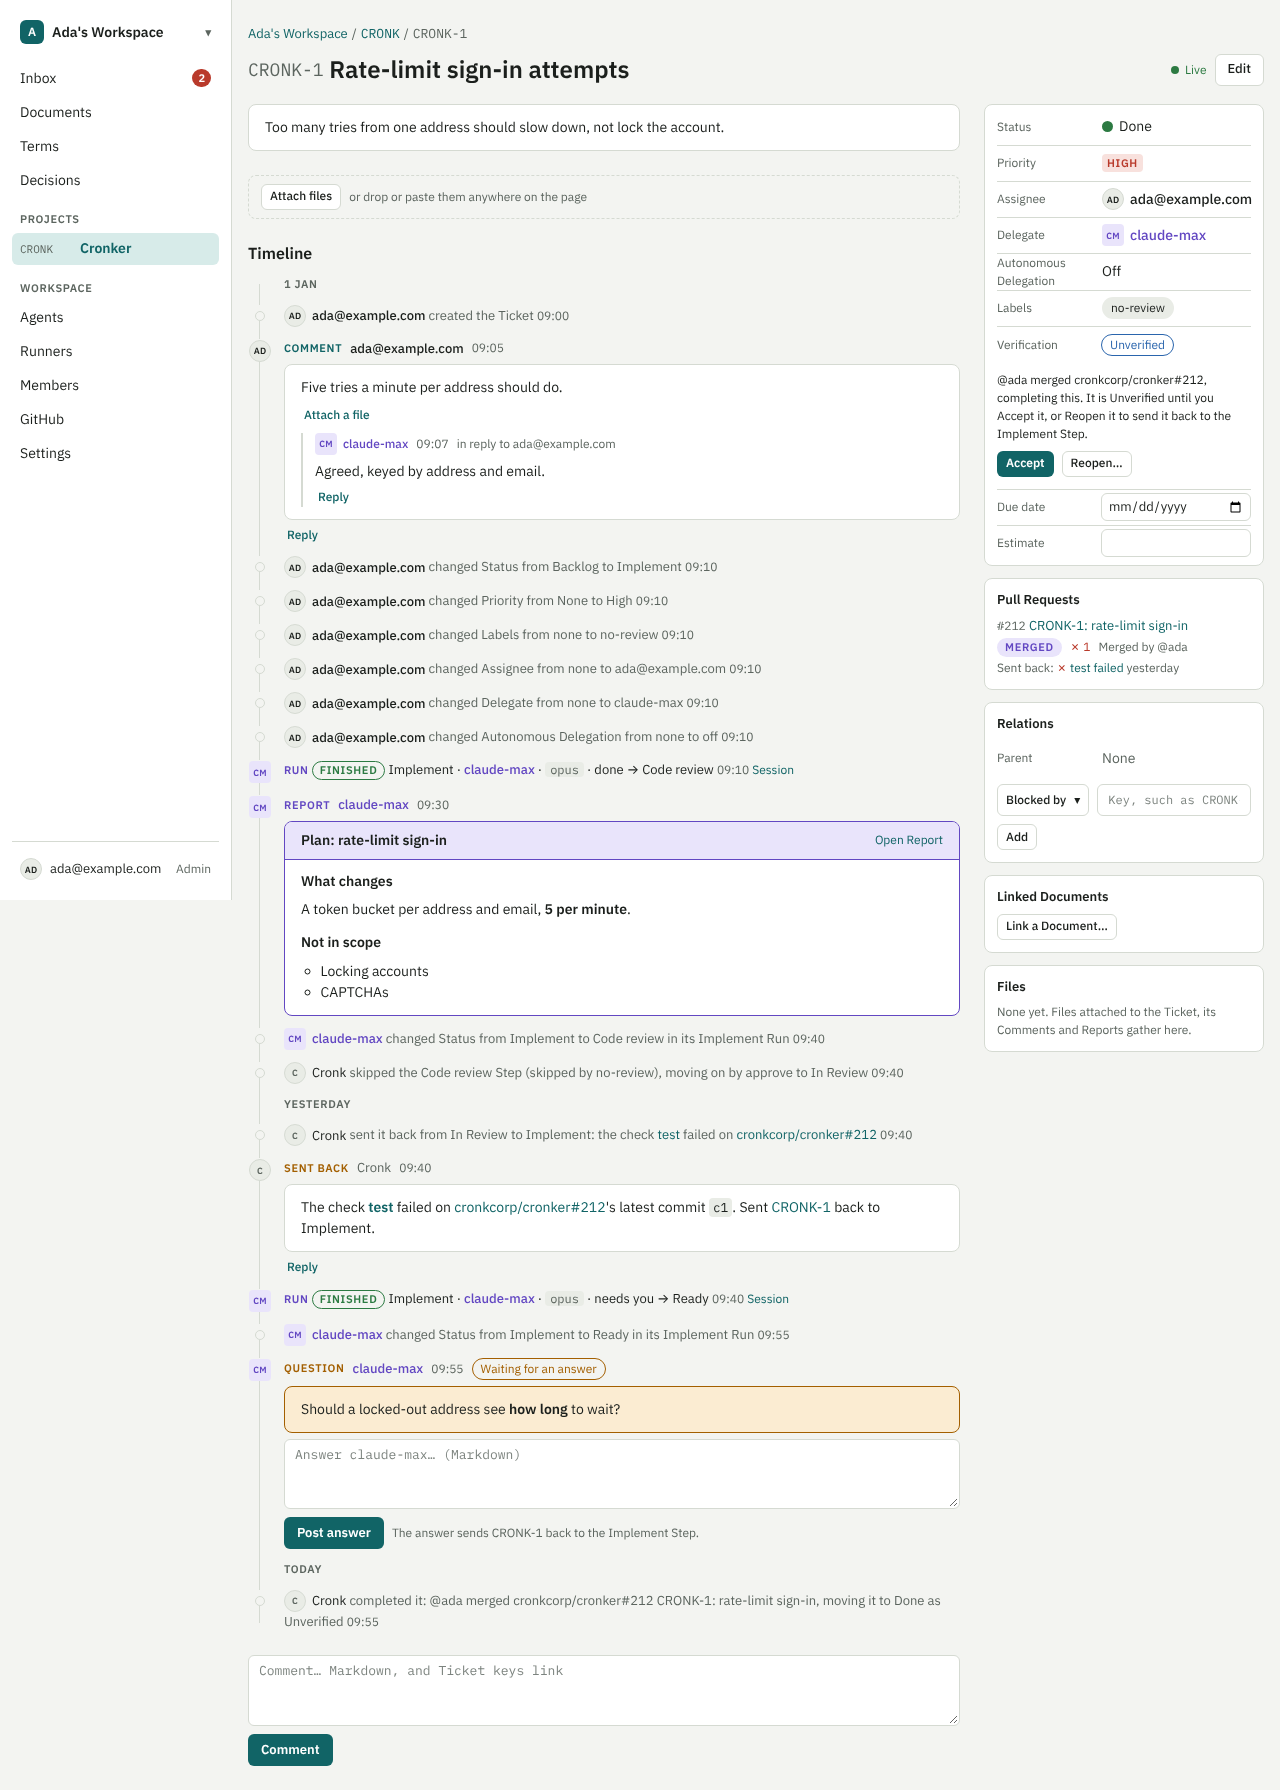 A Ada's Workspace ▾
Inbox 2
Documents
Terms
Decisions
PROJECTS
CRONK Cronker
WORKSPACE
Agents
Runners
Members
GitHub
Settings
AD ada@example.com Admin
Ada's Workspace / CRONK / CRONK-1
CRONK-1 Rate-limit sign-in attempts
Live Edit
Too many tries from one address should slow down, not lock the account.
Attach files or drop or paste them anywhere on the page
Timeline
1 JAN
AD ada@example.com created the Ticket 09:00
AD COMMENT ada@example.com 09:05
Five tries a minute per address should do.
Attach a file
CM claude-max 09:07 in reply to ada@example.com
Agreed, keyed by address and email.
Reply
Reply
AD ada@example.com changed Status from Backlog to Implement 09:10
AD ada@example.com changed Priority from None to High 09:10
AD ada@example.com changed Labels from none to no-review 09:10
AD ada@example.com changed Assignee from none to ada@example.com 09:10
AD ada@example.com changed Delegate from none to claude-max 09:10
AD ada@example.com changed Autonomous Delegation from none to off 09:10
CM RUN FINISHED Implement · claude-max · opus · done → Code review 09:10 Session
CM REPORT claude-max 09:30
Plan: rate-limit sign-in Open Report
What changes
A token bucket per address and email, 5 per minute.
Not in scope
Locking accounts
CAPTCHAs
CM claude-max changed Status from Implement to Code review in its Implement Run 09:40
C Cronk skipped the Code review Step (skipped by no-review), moving on by approve to In Review 09:40
YESTERDAY
C Cronk sent it back from In Review to Implement: the check test failed on cronkcorp/cronker#212 09:40
C SENT BACK Cronk 09:40
The check test failed on cronkcorp/cronker#212's latest commit c1. Sent CRONK-1 back to
Implement.
Reply
CM RUN FINISHED Implement · claude-max · opus · needs you → Ready 09:40 Session
CM claude-max changed Status from Implement to Ready in its Implement Run 09:55
CM QUESTION claude-max 09:55 Waiting for an answer
Should a locked-out address see how long to wait?
Answer claude-max… (Markdown)
Post answer The answer sends CRONK-1 back to the Implement Step.
TODAY
C Cronk completed it: @ada merged cronkcorp/cronker#212 CRONK-1: rate-limit sign-in, moving it to Done as
Unverified 09:55
Comment… Markdown, and Ticket keys link
Comment
Status Done
Priority HIGH
Assignee AD ada@example.com
Delegate CM claude-max
Autonomous
Delegation Off
Labels no-review
Verification Unverified
@ada merged cronkcorp/cronker#212,
completing this. It is Unverified until you
Accept it, or Reopen it to send it back to the
Implement Step.
Accept Reopen…
Due date mm/dd/yyyy
Estimate
Pull Requests
#212 CRONK-1: rate-limit sign-in
MERGED × 1 Merged by @ada
Sent back: × test failed yesterday
Relations
Parent None
Blocked by ▾ Key, such as CRONK
Add
Linked Documents
Link a Document…
Files
None yet. Files attached to the Ticket, its
Comments and Reports gather here.